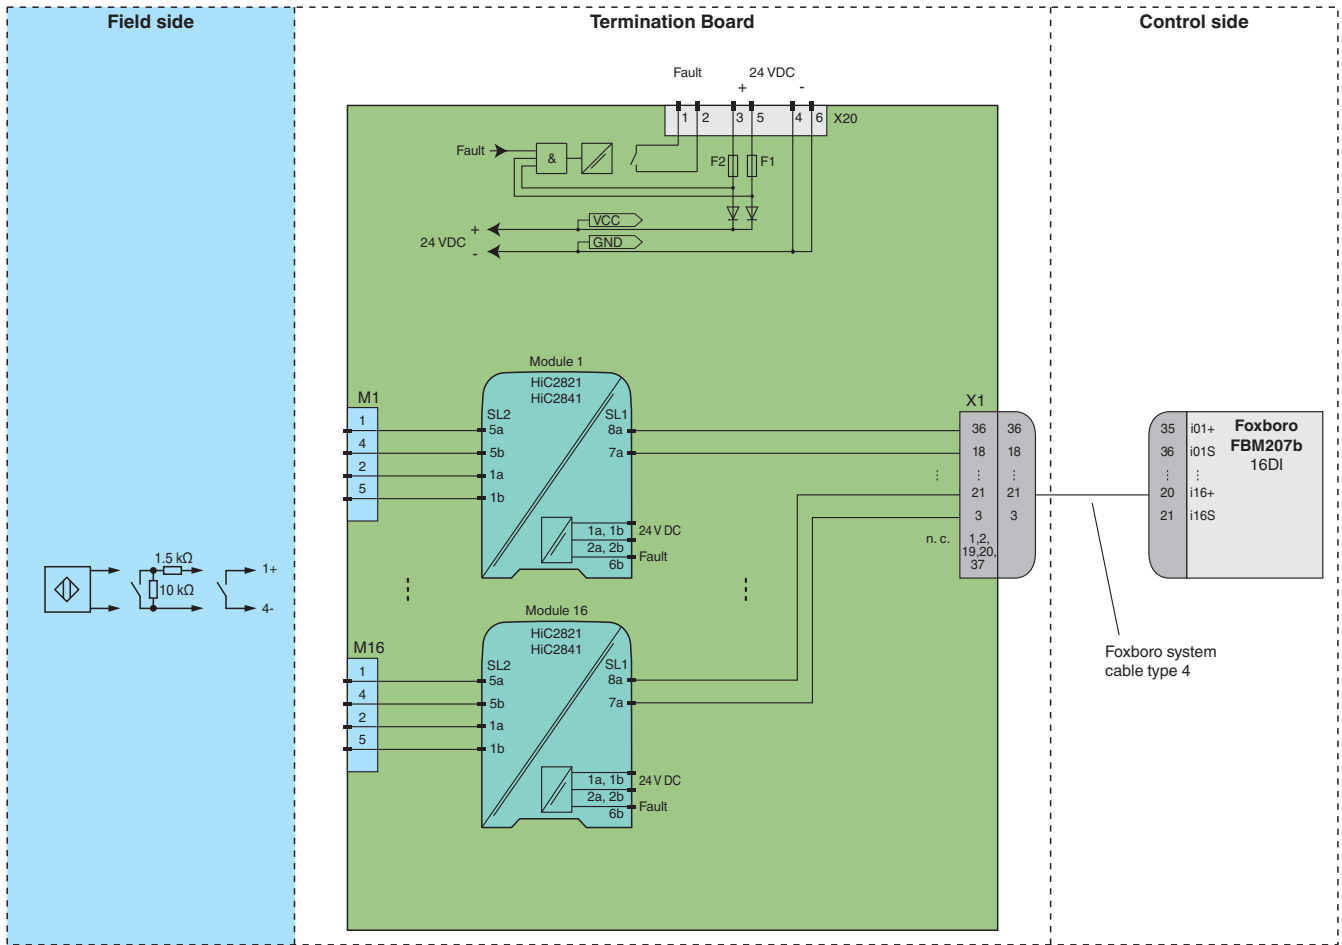 Field side
Termination Board
Control side
Fault
24 VDC
+
-
1
2
3
5
4
6
X20
Fault
&
F2
F1
VCC
+
24 VDC
GND
-
Module 1
HiC2821
HiC2841
M1
SL2
SL1
X1
1
5a
8a
36
36
4
5b
7a
18
18
2
1a
⋮
⋮
⋮
5
1b
21
21
3
3
n. c.
1,2,
19,20,
37
1a, 1b
24 V DC
2a, 2b
Fault
6b
35
i01+
Foxboro
FBM207b
16DI
36
i01S
⋮
⋮
20
i16+
21
i16S
1.5 kΩ
10 kΩ
1+
4-
Module 16
HiC2821
HiC2841
M16
SL2
SL1
1
5a
8a
4
5b
7a
2
1a
5
1b
1a, 1b
24 V DC
2a, 2b
Fault
6b
Foxboro system
cable type 4